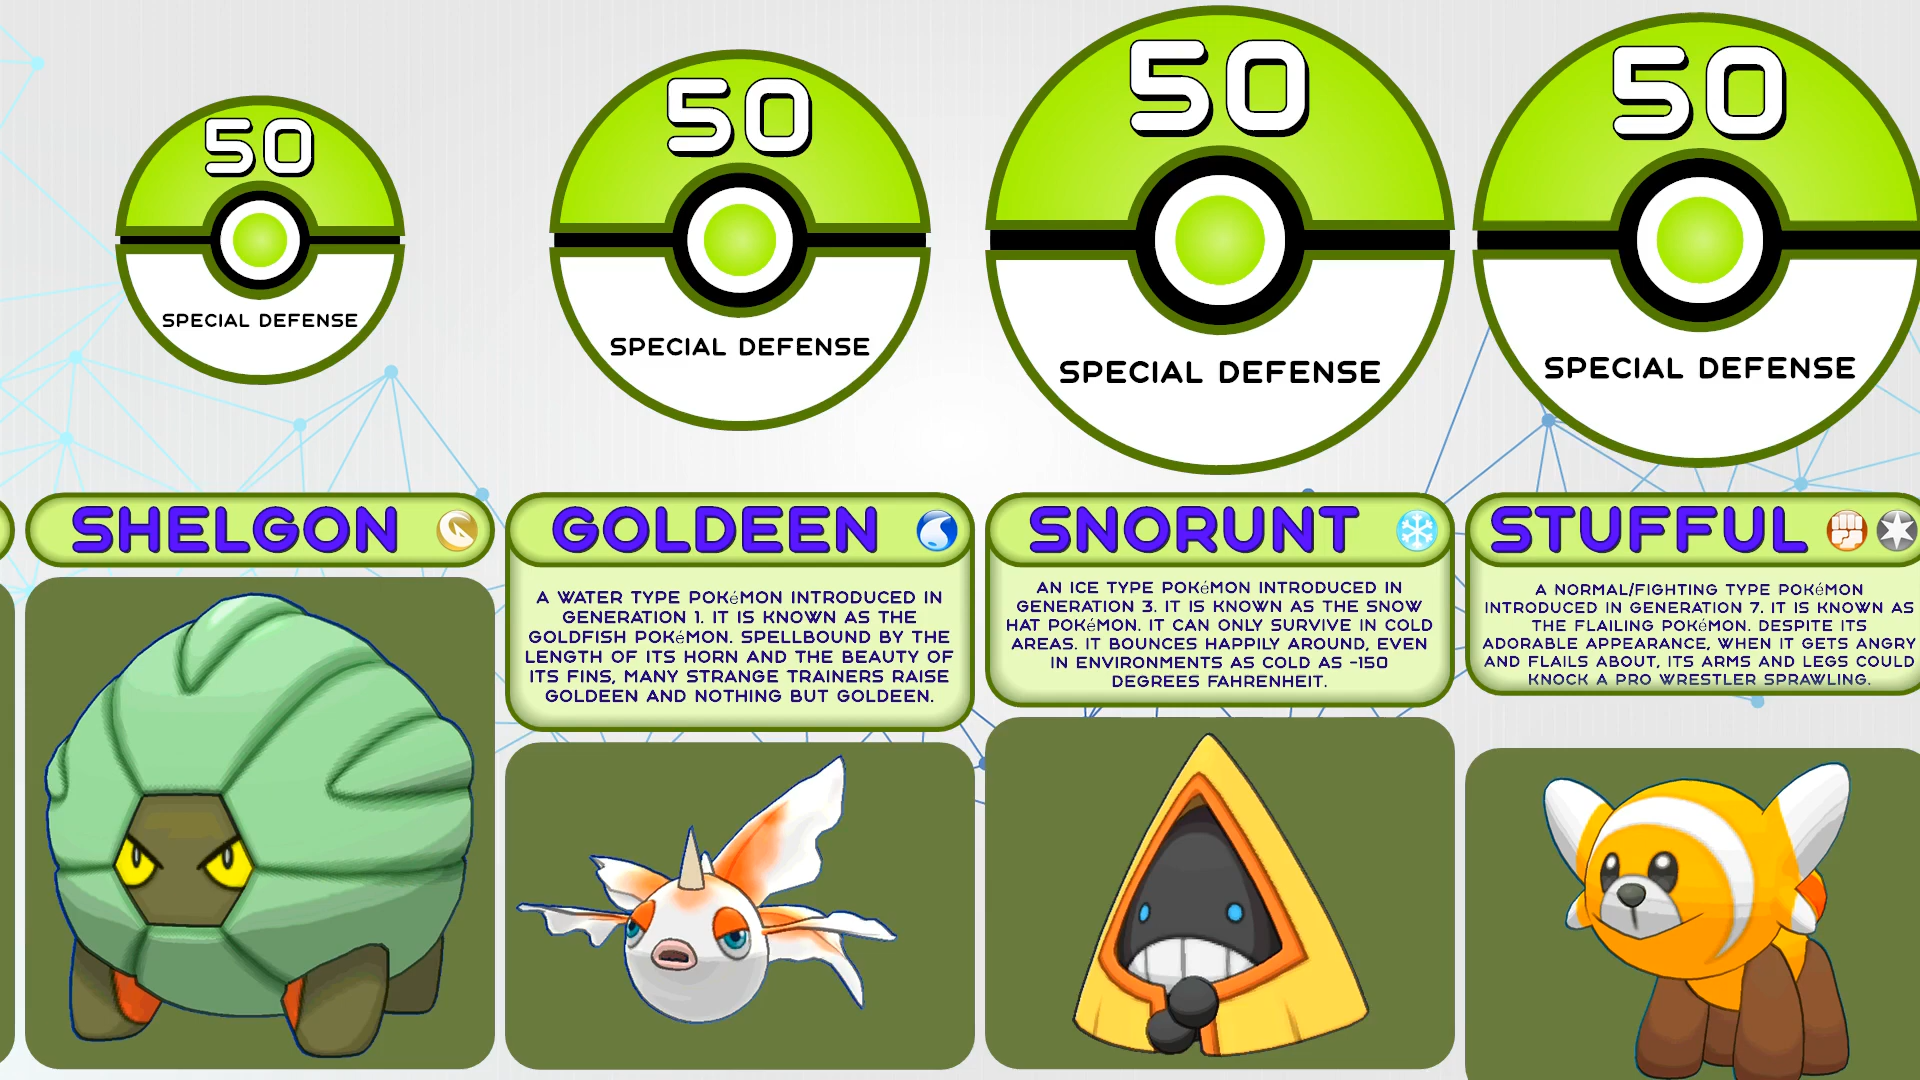 50
SPECIAL DEFENSE
SHELGON
50
SPECIAL DEFENSE
GOLDEEN
A WATER TYPE POKéMON INTRODUCED IN
GENERATION 1. IT IS KNOWN AS THE
GOLDFISH POKéMON. SPELLBOUND BY THE
LENGTH OF ITS HORN AND THE BEAUTY OF
ITS FINS, MANY STRANGE TRAINERS RAISE
GOLDEEN AND NOTHING BUT GOLDEEN.
50
SPECIAL DEFENSE
SNORUNT
AN ICE TYPE POKéMON INTRODUCED IN
GENERATION 3. IT IS KNOWN AS THE SNOW
HAT POKéMON. IT CAN ONLY SURVIVE IN COLD
AREAS. IT BOUNCES HAPPILY AROUND, EVEN
IN ENVIRONMENTS AS COLD AS -150
DEGREES FAHRENHEIT.
50
SPECIAL DEFENSE
STUFFUL
A NORMAL/FIGHTING TYPE POKéMON
INTRODUCED IN GENERATION 7. IT IS KNOWN AS
THE FLAILING POKéMON. DESPITE ITS
ADORABLE APPEARANCE, WHEN IT GETS ANGRY
AND FLAILS ABOUT, ITS ARMS AND LEGS COULD
KNOCK A PRO WRESTLER SPRAWLING.